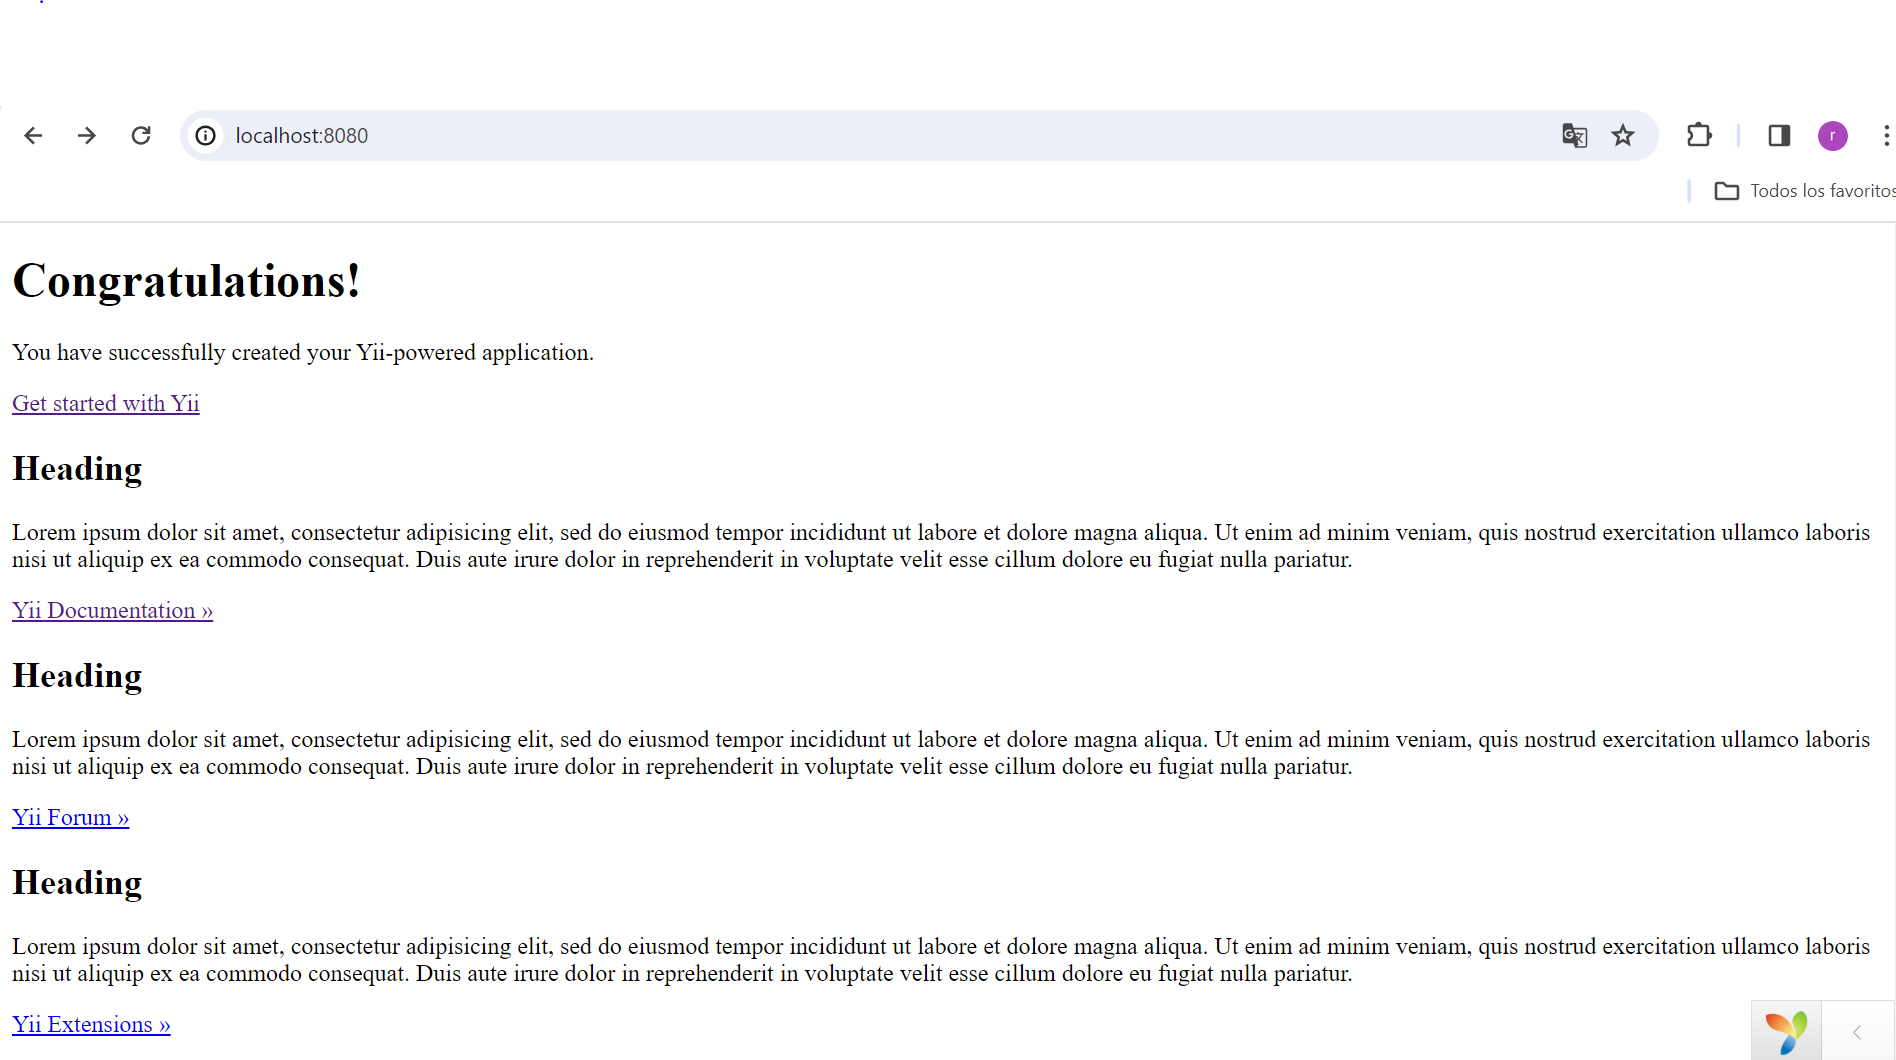 localhost:8080
r
Todos los favoritos
Congratulations!
You have successfully created your Yii-powered application.
Get started with Yii
Heading
Lorem ipsum dolor sit amet, consectetur adipisicing elit, sed do eiusmod tempor incididunt ut labore et dolore magna aliqua. Ut enim ad minim veniam, quis nostrud exercitation ullamco laboris
nisi ut aliquip ex ea commodo consequat. Duis aute irure dolor in reprehenderit in voluptate velit esse cillum dolore eu fugiat nulla pariatur.
Yii Documentation »
Heading
Lorem ipsum dolor sit amet, consectetur adipisicing elit, sed do eiusmod tempor incididunt ut labore et dolore magna aliqua. Ut enim ad minim veniam, quis nostrud exercitation ullamco laboris
nisi ut aliquip ex ea commodo consequat. Duis aute irure dolor in reprehenderit in voluptate velit esse cillum dolore eu fugiat nulla pariatur.
Yii Forum »
Heading
Lorem ipsum dolor sit amet, consectetur adipisicing elit, sed do eiusmod tempor incididunt ut labore et dolore magna aliqua. Ut enim ad minim veniam, quis nostrud exercitation ullamco laboris
nisi ut aliquip ex ea commodo consequat. Duis aute irure dolor in reprehenderit in voluptate velit esse cillum dolore eu fugiat nulla pariatur.
Yii Extensions »